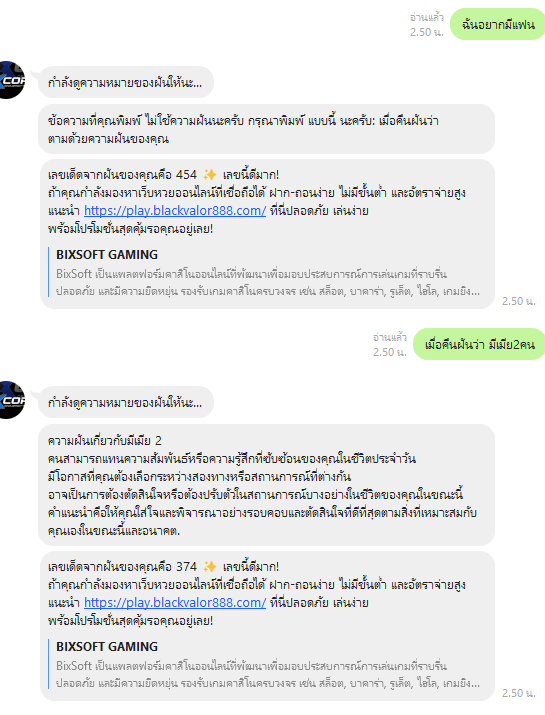 อ่านแล้ว
2.50 น.
ฉันอยากมีแฟน
COF
กำลังดูความหมายของฝันให้นะ...
ข้อความที่คุณพิมพ์ ไม่ใช่ความฝันนะครับ กรุณาพิมพ์ แบบนี้ นะครับ: เมื่อคืนฝันว่า
ตามด้วยความฝันของคุณ
เลขเด็ดจากฝันของคุณคือ 454 ✨ เลขนี้ดีมาก!
ถ้าคุณกำลังมองหาเว็บหวยออนไลน์ที่เชื่อถือได้ ฝาก-ถอนง่าย ไม่มีขั้นต่ำ และอัตราจ่ายสูง
แนะนำ https://play.blackvalor888.com/ ที่นี่ปลอดภัย เล่นง่าย
พร้อมโปรโมชั่นสุดคุ้มรอคุณอยู่เลย!
BIXSOFT GAMING
BixSoft เป็นแพลตฟอร์มคาสิโนออนไลน์ที่พัฒนาเพื่อมอบประสบการณ์การเล่นเกมที่ราบรื่น
ปลอดภัย และมีความยืดหยุ่น รองรับเกมคาสิโนครบวงจร เช่น สล็อต, บาคาร่า, รูเล็ต, ไฮโล, เกมยิง...
2.50 น.
อ่านแล้ว
2.50 น.
เมื่อคืนฝันว่า มีเมีย2คน
COF
กำลังดูความหมายของฝันให้นะ...
ความฝันเกี่ยวกับมีเมีย 2
คนสามารถแทนความสัมพันธ์หรือความรู้สึกที่ซับซ้อนของคุณในชีวิตประจำวัน
มีโอกาสที่คุณต้องเลือกระหว่างสองทางหรือสถานการณ์ที่ต่างกัน
อาจเป็นการต้องตัดสินใจหรือต้องปรับตัวในสถานการณ์บางอย่างในชีวิตของคุณในขณะนี้
คำแนะนำคือให้คุณใส่ใจและพิจารณาอย่างรอบคอบและตัดสินใจที่ดีที่สุดตามสิ่งที่เหมาะสมกับ
คุณเองในขณะนี้และอนาคต.
เลขเด็ดจากฝันของคุณคือ 374 ✨ เลขนี้ดีมาก!
ถ้าคุณกำลังมองหาเว็บหวยออนไลน์ที่เชื่อถือได้ ฝาก-ถอนง่าย ไม่มีขั้นต่ำ และอัตราจ่ายสูง
แนะนำ https://play.blackvalor888.com/ ที่นี่ปลอดภัย เล่นง่าย
พร้อมโปรโมชั่นสุดคุ้มรอคุณอยู่เลย!
BIXSOFT GAMING
BixSoft เป็นแพลตฟอร์มคาสิโนออนไลน์ที่พัฒนาเพื่อมอบประสบการณ์การเล่นเกมที่ราบรื่น
ปลอดภัย และมีความยืดหยุ่น รองรับเกมคาสิโนครบวงจร เช่น สล็อต, บาคาร่า, รูเล็ต, ไฮโล, เกมยิง...
2.50 น.